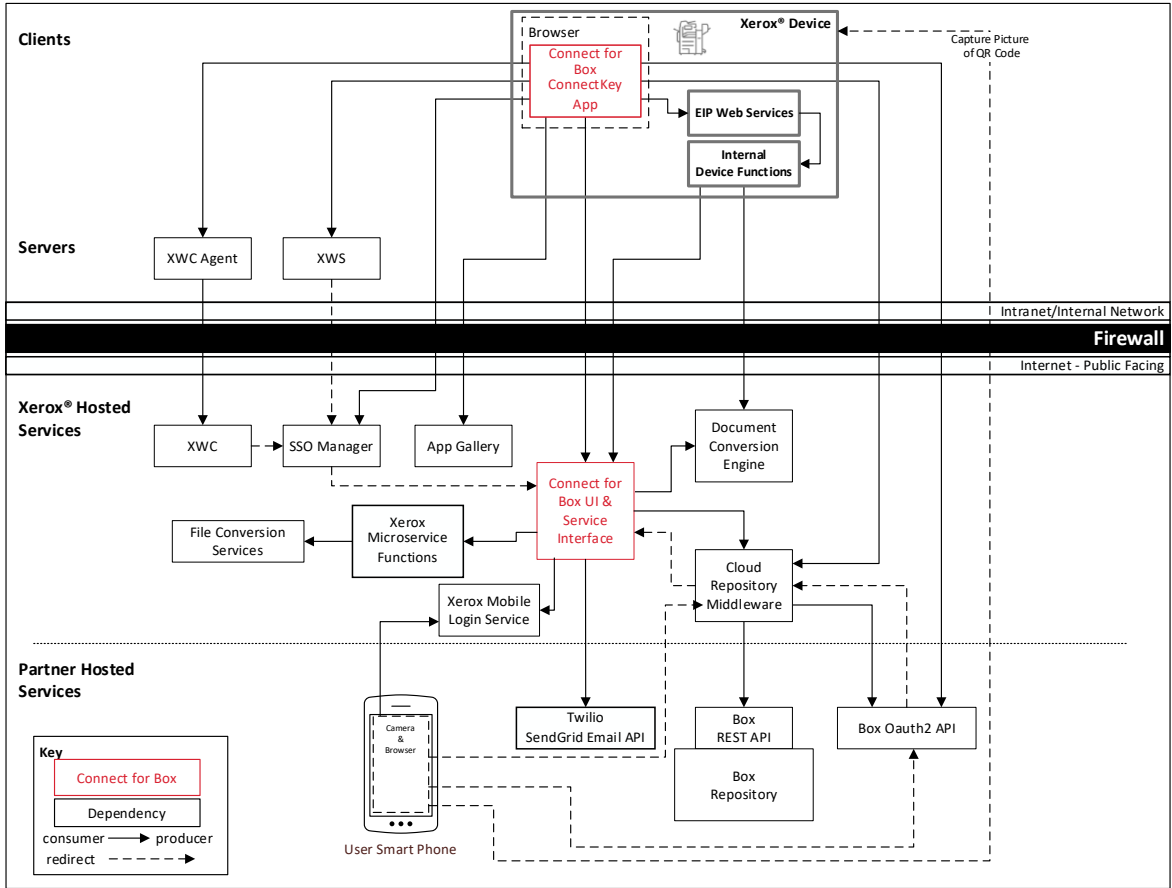 Clients
Xerox® Device
Browser
Connect for
Box
ConnectKey
App
Capture Picture
of QR Code
EIP Web Services
Internal
Device Functions
Servers
XWC Agent
XWS
Intranet/Internal Network
Firewall
Internet - Public Facing
Xerox® Hosted
Services
XWC
SSO Manager
App Gallery
Document
Conversion
Engine
Connect for
Box UI &
Service
Interface
File Conversion
Services
Xerox
Microservice
Functions
Cloud
Repository
Middleware
Xerox Mobile
Login Service
Partner Hosted
Services
Camera
&
Browser
User Smart Phone
Twilio
SendGrid Email API
Box
REST API
Box
Repository
Box Oauth2 API
Key
Connect for Box
Dependency
consumer
producer
redirect